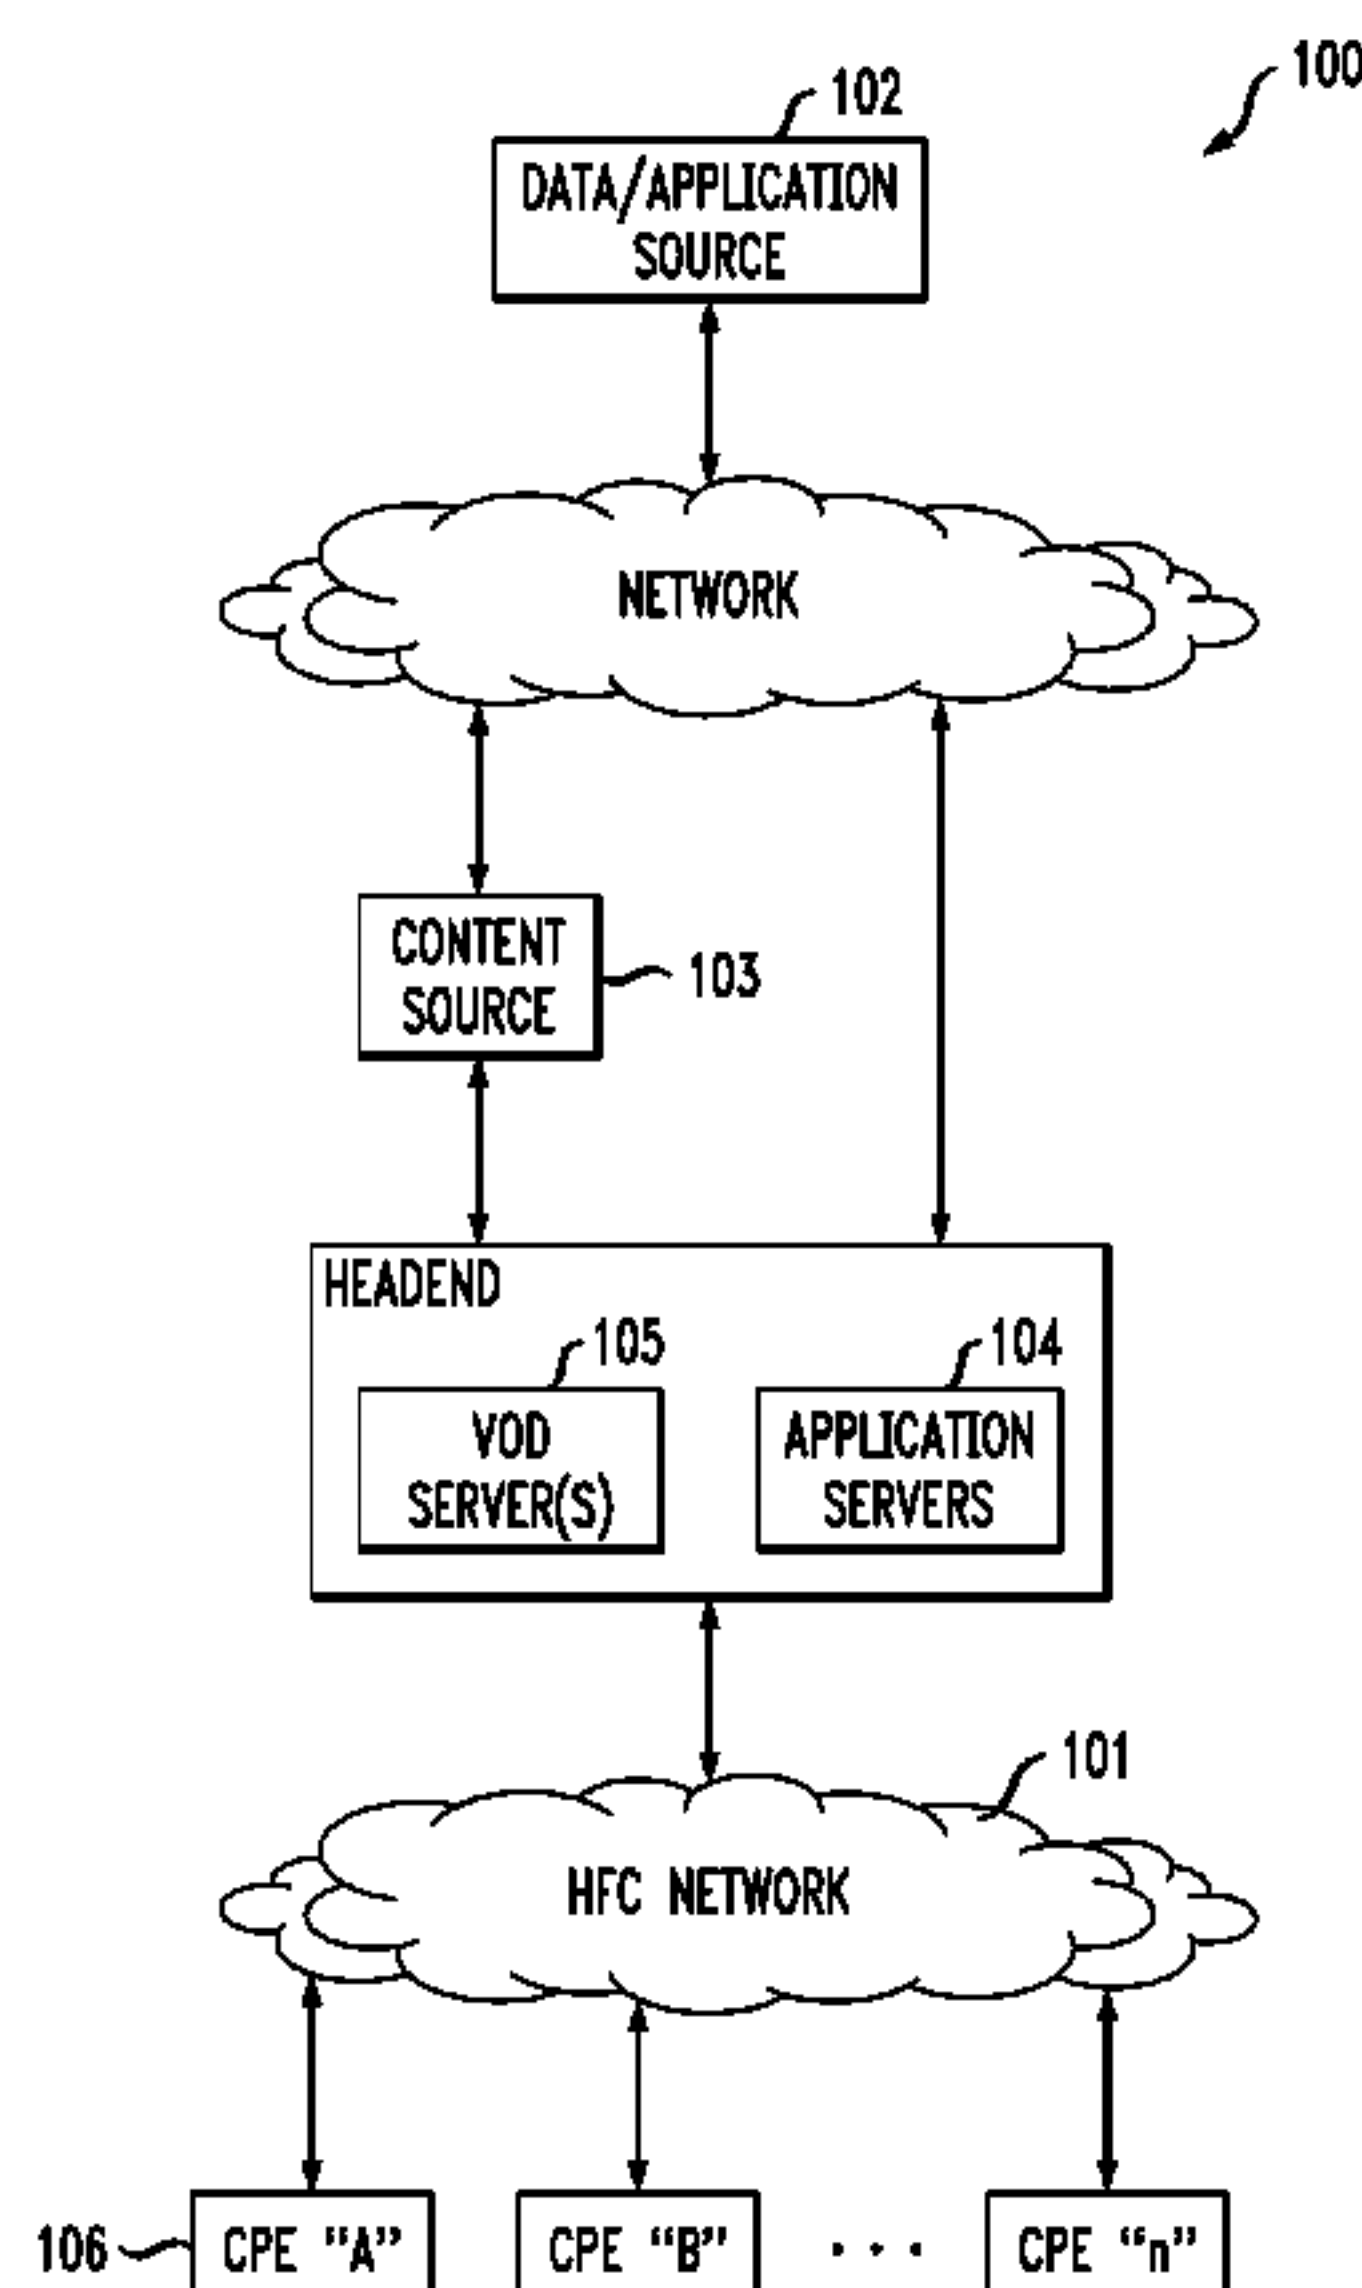 100
102
DATA/APPLICATION
SOURCE
NETWORK
CONTENT
SOURCE
103
HEADEND
105
104
VOD
SERVER(S)
APPLICATION
SERVERS
101
HFC NETWORK
106
CPE "A"
CPE "B"
. . .
CPE "n"